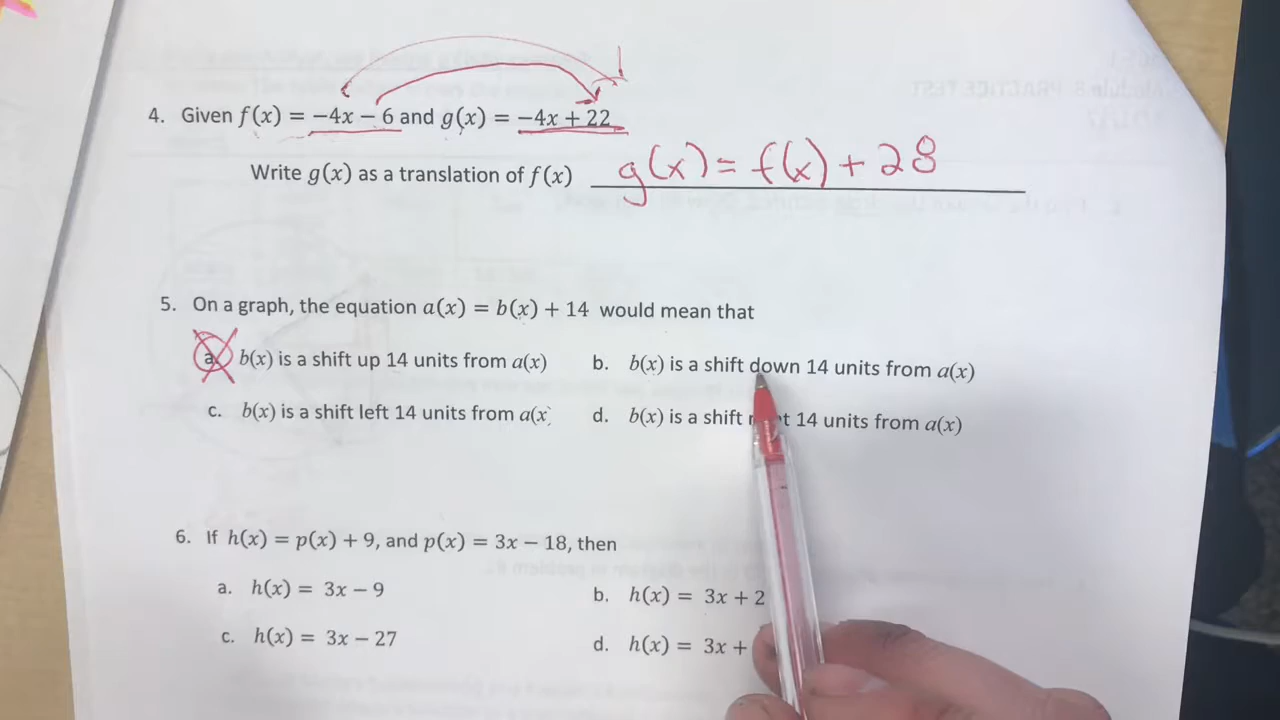 4. Given f(x) = −4x − 6 and g(x) = −4x + 22
Write g(x) as a translation of f(x) g(x) = f(x) + 28
5. On a graph, the equation a(x) = b(x) + 14 would mean that
a. b(x) is a shift up 14 units from a(x) b. b(x) is a shift down 14 units from a(x)
c. b(x) is a shift left 14 units from a(x) d. b(x) is a shift 14 units from a(x)
6. If h(x) = p(x) + 9, and p(x) = 3x − 18, then
a. h(x) = 3x − 9 b. h(x) = 3x + 2
c. h(x) = 3x − 27 d. h(x) = 3x +